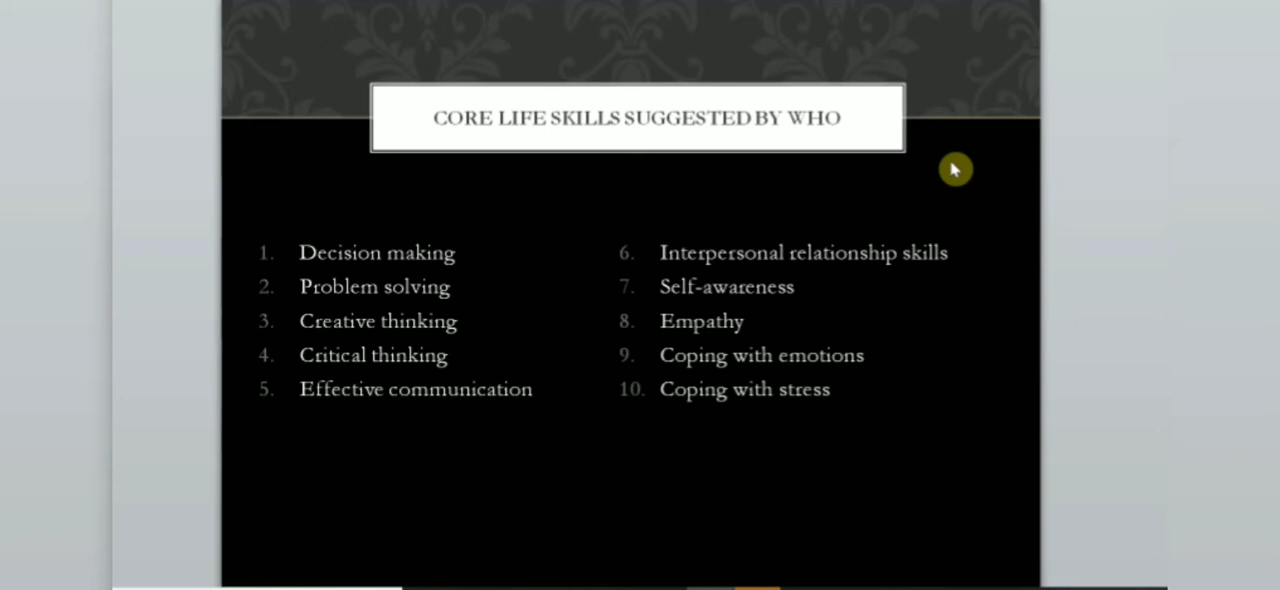 CORE LIFE SKILLS SUGGESTED BY WHO
1. Decision making
2. Problem solving
3. Creative thinking
4. Critical thinking
5. Effective communication
6. Interpersonal relationship skills
7. Self-awareness
8. Empathy
9. Coping with emotions
10. Coping with stress